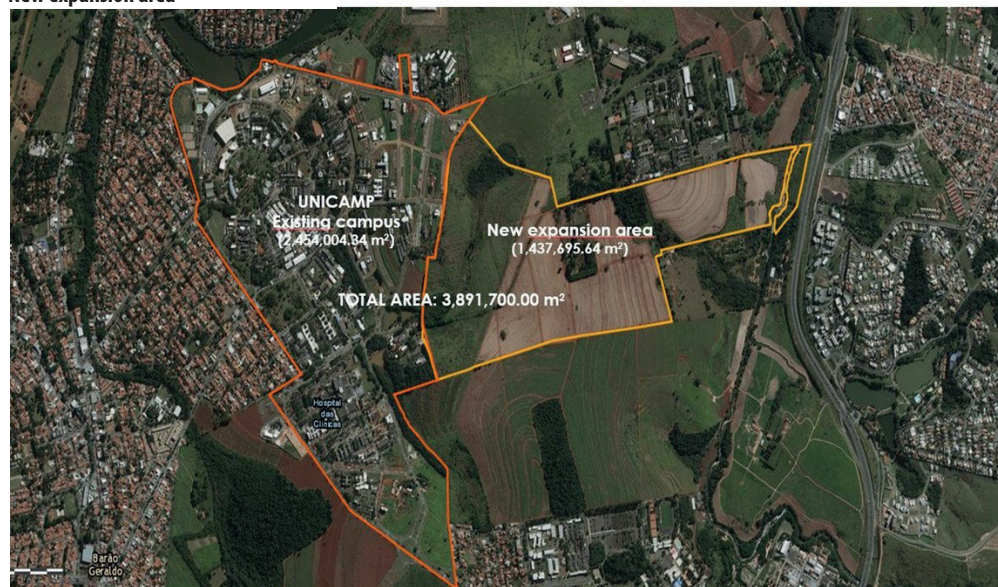 New expansion area
UNICAMP
Existing campus
(2,454,004.34 m²)
New expansion area
(1,437,695.64 m²)
TOTAL AREA: 3,891,700.00 m²
Hospital
das
Clínicas
Barão
Geraldo